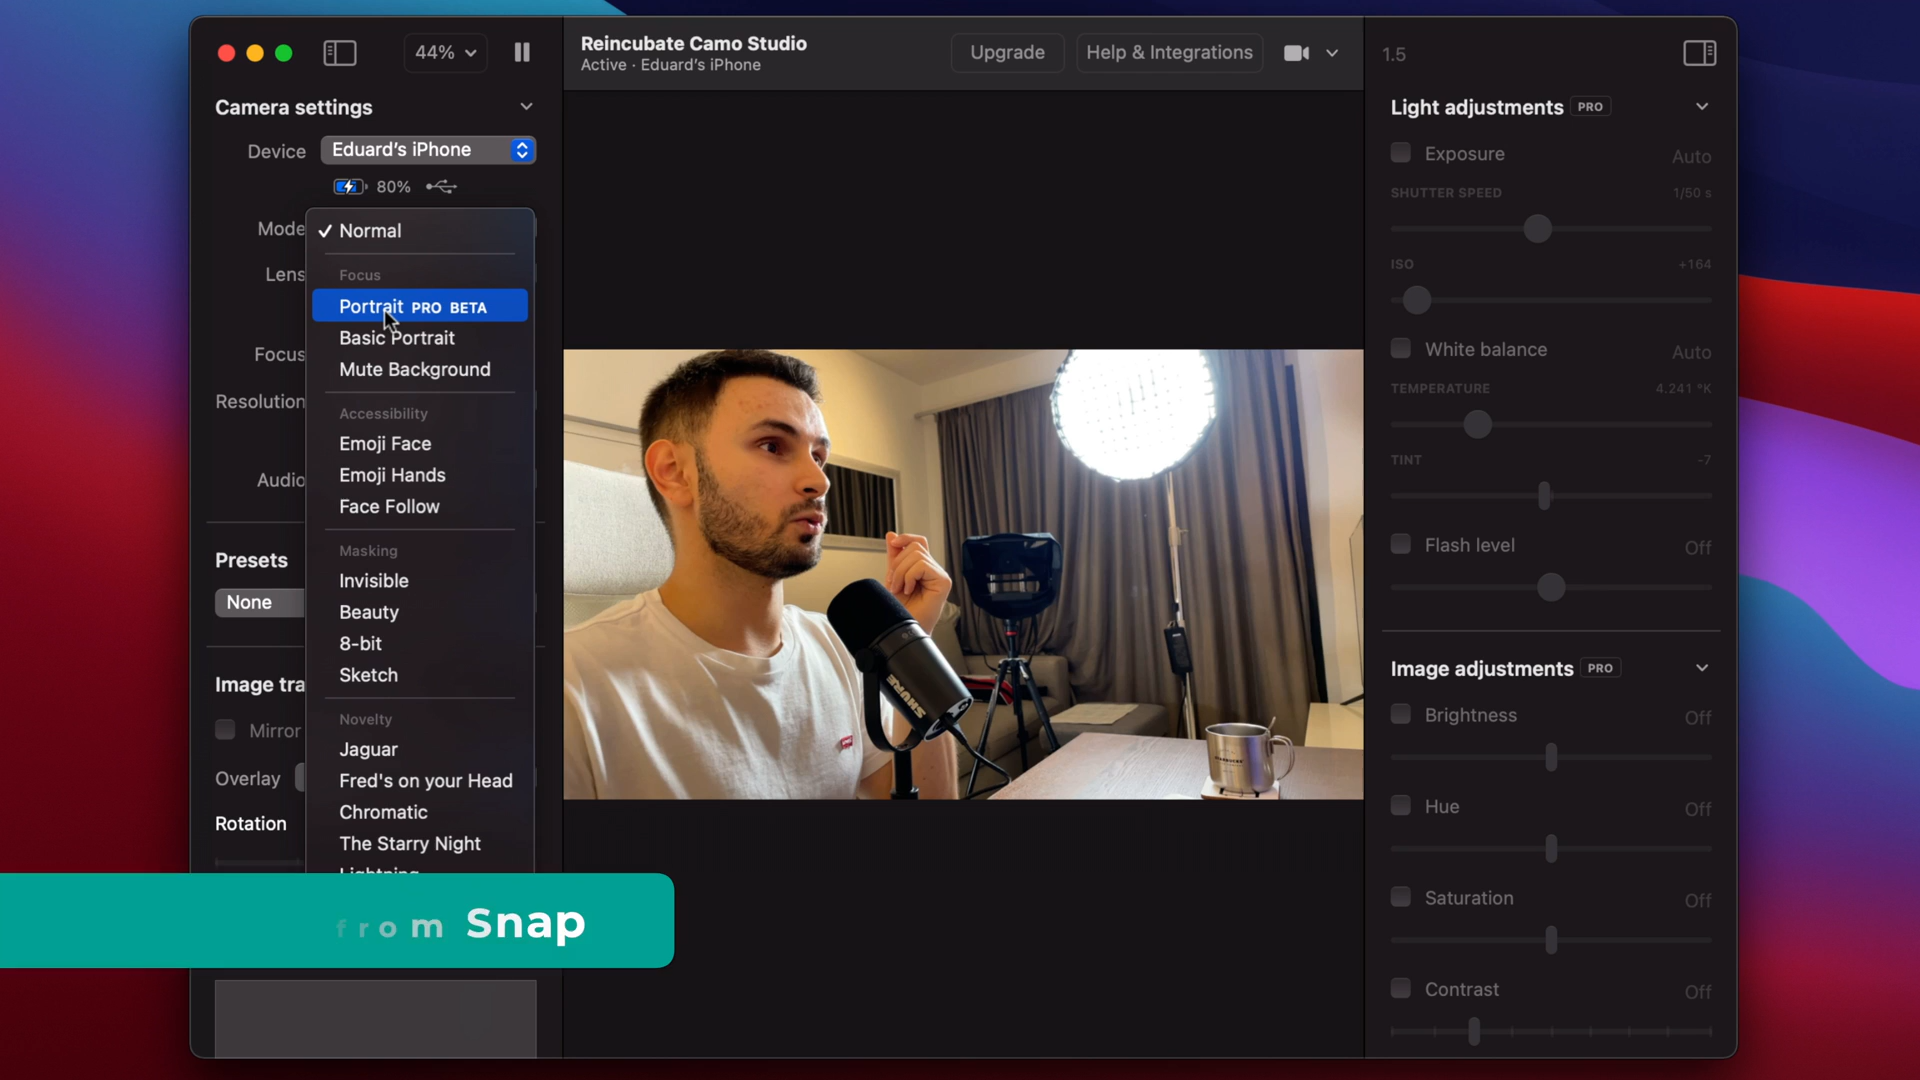 44%
Reincubate Camo Studio
Active · Eduard's iPhone
Upgrade
Help & Integrations
1.5
Camera settings
Device
Eduard's iPhone
80%
Mode
Normal
Lens
Focus
Portrait PRO BETA
Basic Portrait
Focus
Mute Background
Resolution
Accessibility
Emoji Face
Emoji Hands
Audio
Face Follow
Masking
Presets
Invisible
None
Beauty
8-bit
Sketch
Image tra
Novelty
Mirror
Jaguar
Overlay
Fred's on your Head
Chromatic
Rotation
The Starry Night
Lightning
from Snap
SHURE
Light adjustments PRO
Exposure
Auto
SHUTTER SPEED
1/50 s
ISO
+164
White balance
Auto
TEMPERATURE
4.241 °K
TINT
-7
Flash level
Off
Image adjustments PRO
Brightness
Off
Hue
Off
Saturation
Off
Contrast
Off